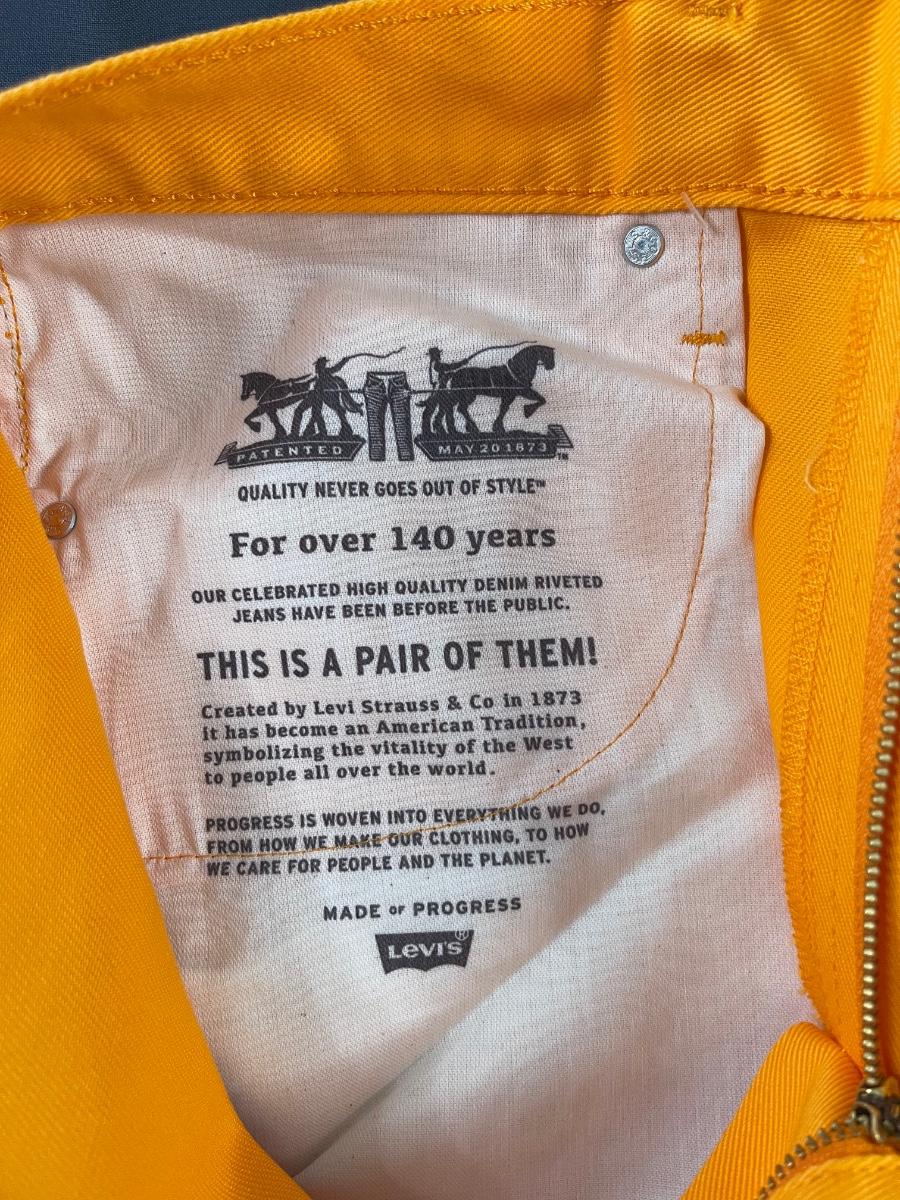 PATENTED MAY 20 1873 ™
QUALITY NEVER GOES OUT OF STYLE™
For over 140 years
OUR CELEBRATED HIGH QUALITY DENIM RIVETED
JEANS HAVE BEEN BEFORE THE PUBLIC.
THIS IS A PAIR OF THEM!
Created by Levi Strauss & Co in 1873
it has become an American Tradition,
symbolizing the vitality of the West
to people all over the world.
PROGRESS IS WOVEN INTO EVERYTHING WE DO,
FROM HOW WE MAKE OUR CLOTHING, TO HOW
WE CARE FOR PEOPLE AND THE PLANET.
MADE OF PROGRESS
LEVI'S®